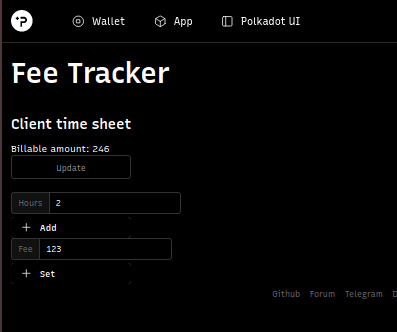 Wallet App Polkadot UI
Fee Tracker
Client time sheet
Billable amount: 246
Update
Hours 2
Add
Fee 123
Set
Github Forum Telegram